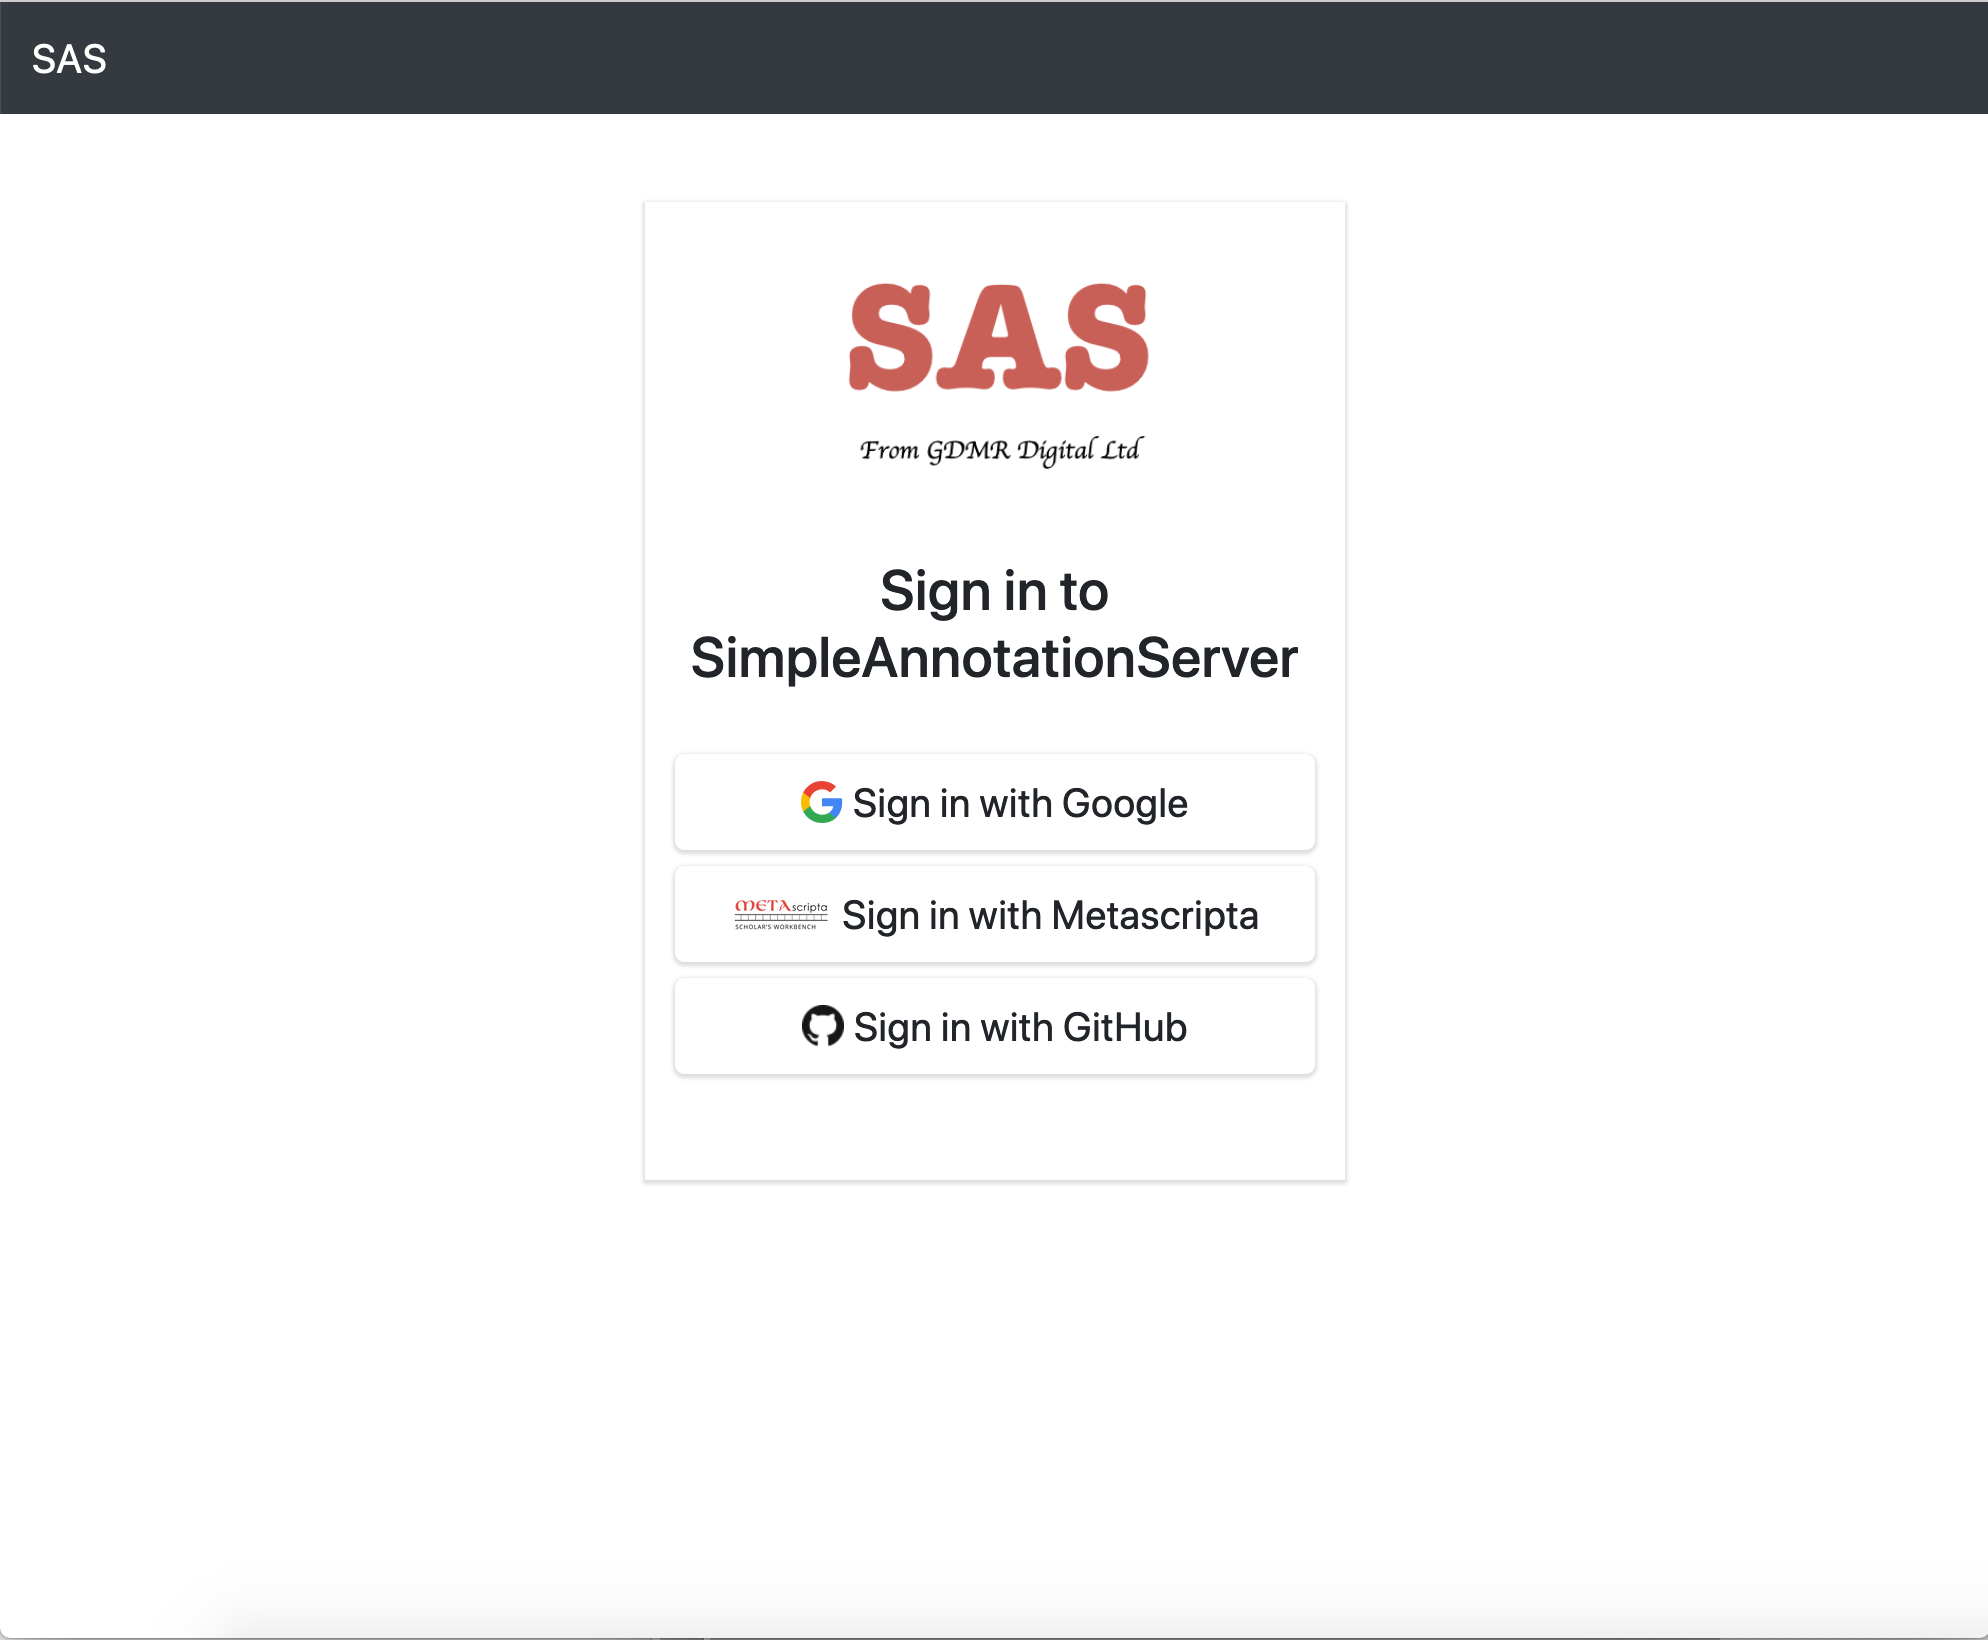 SAS
SAS
From GDMR Digital Ltd
Sign in to
SimpleAnnotationServer
Sign in with Google
METAscripta
SCHOLAR'S WORKBENCH
Sign in with Metascripta
Sign in with GitHub